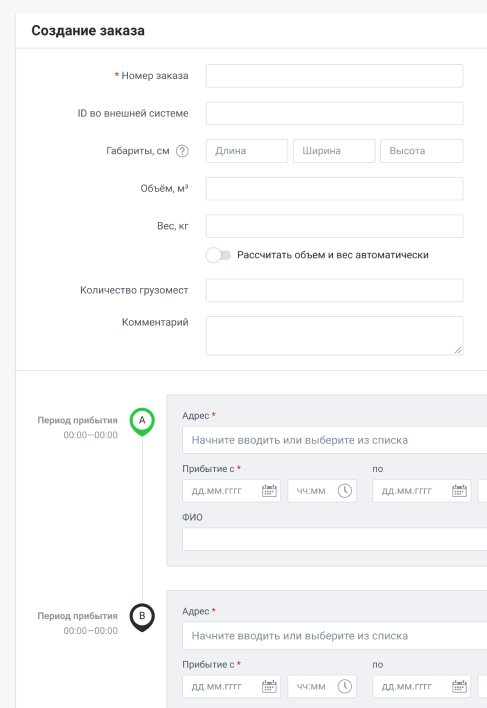 Создание заказа
* Номер заказа
ID во внешней системе
Габариты, см ? Длина Ширина Высота
Объём, м³
Вес, кг
Рассчитать объем и вес автоматически
Количество грузомест
Комментарий
Период прибытия
00:00—00:00
A
Адрес *
Начните вводить или выберите из списка
Прибытие с * по
дд.мм.гггг чч:мм дд.мм.гггг
ФИО
Период прибытия
00:00—00:00
B
Адрес *
Начните вводить или выберите из списка
Прибытие с * по
дд.мм.гггг чч:мм дд.мм.гггг